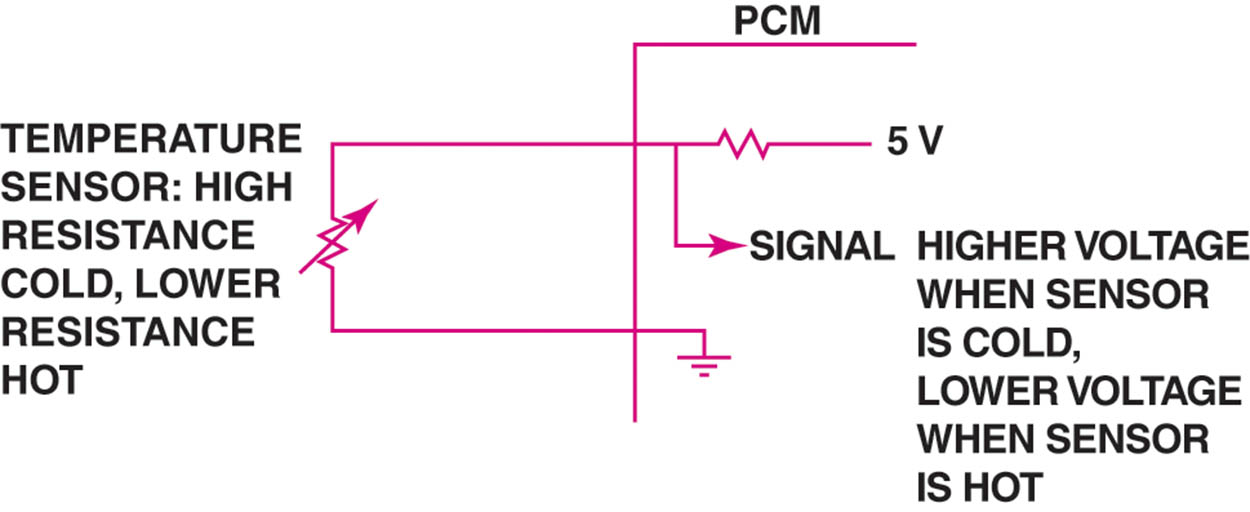 PCM
TEMPERATURE
SENSOR: HIGH
RESISTANCE
COLD, LOWER
RESISTANCE
HOT
5 V
SIGNAL
HIGHER VOLTAGE
WHEN SENSOR
IS COLD,
LOWER VOLTAGE
WHEN SENSOR
IS HOT